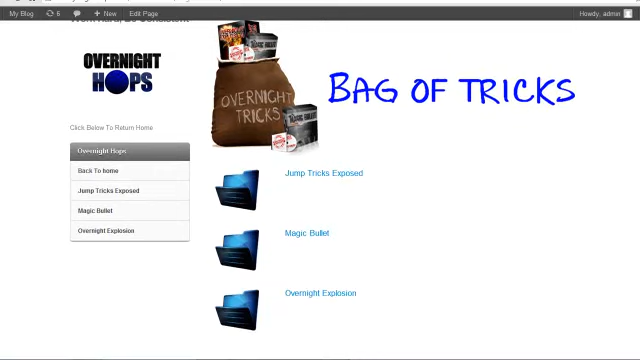 My Blog 6 New Edit Page Howdy, admin
OVERNIGHT
HOPS
OVERNIGHT
TRICKS
BAG OF TRICKS
Click Below To Return Home
Overnight Hops
Back To home
Jump Tricks Exposed
Magic Bullet
Overnight Explosion
Jump Tricks Exposed
Magic Bullet
Overnight Explosion